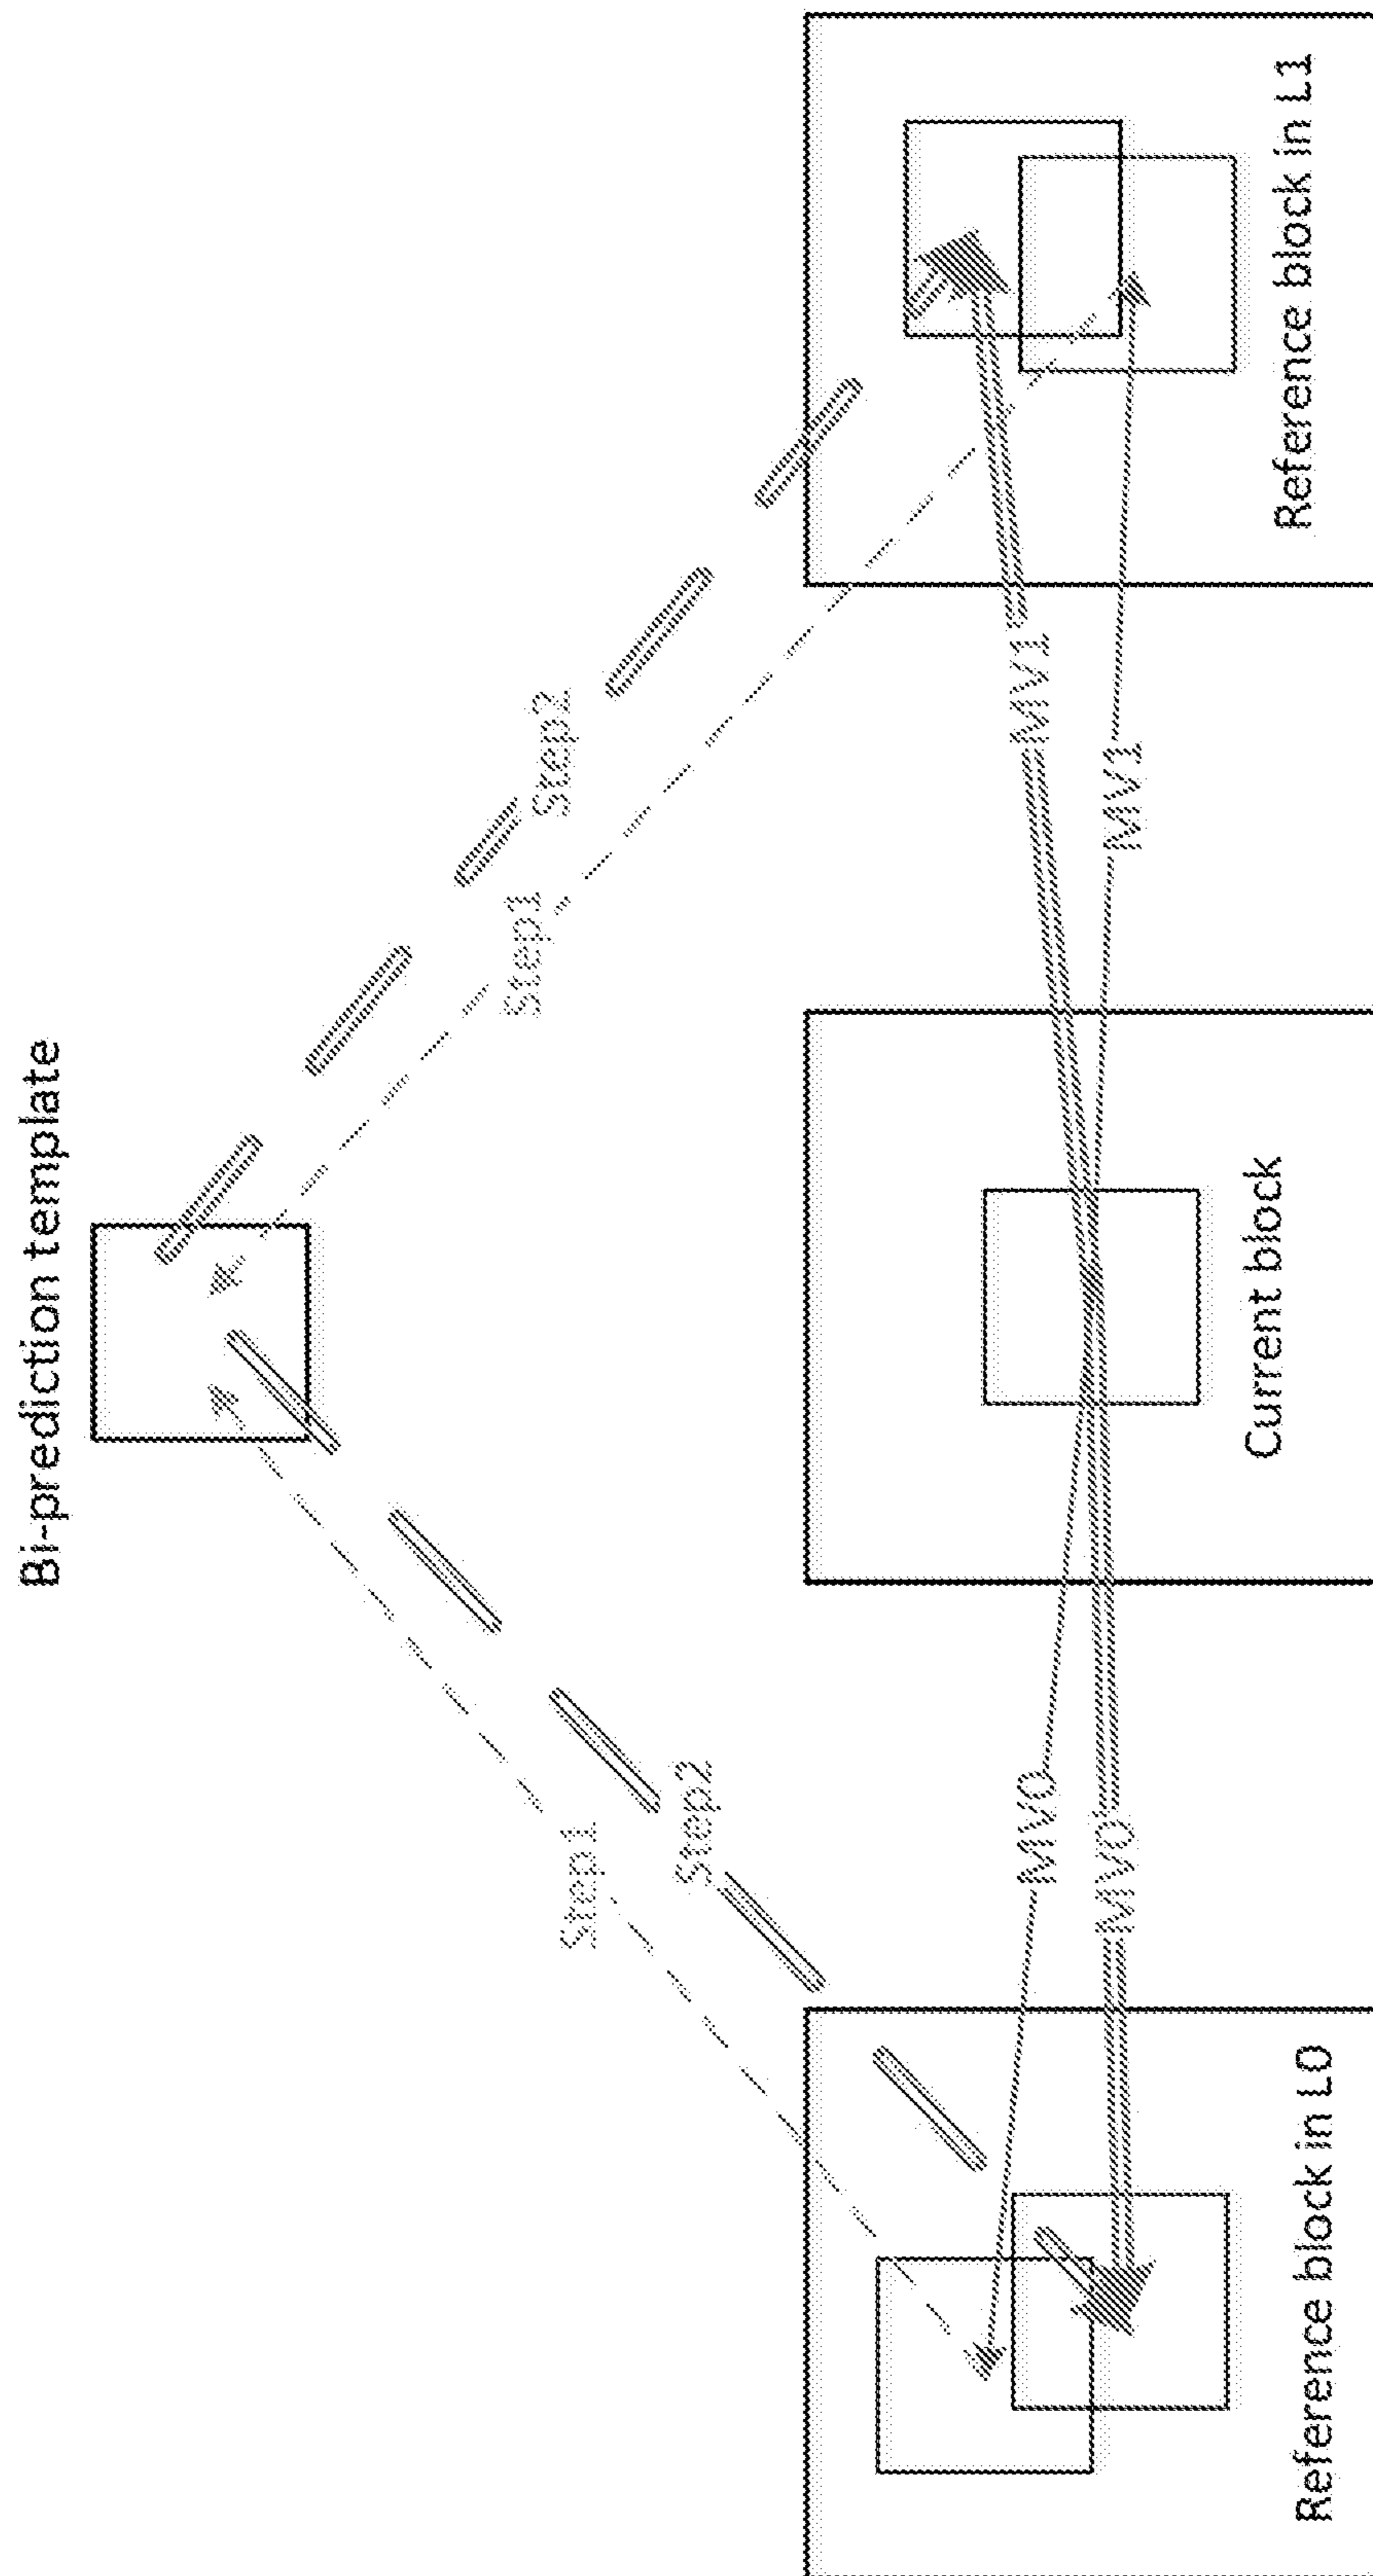 Bi-prediction template
Step1
Step2
Step1
Step2
MV0
MV0'
MV1
MV1
Reference block in L0
Current block
Reference block in L1